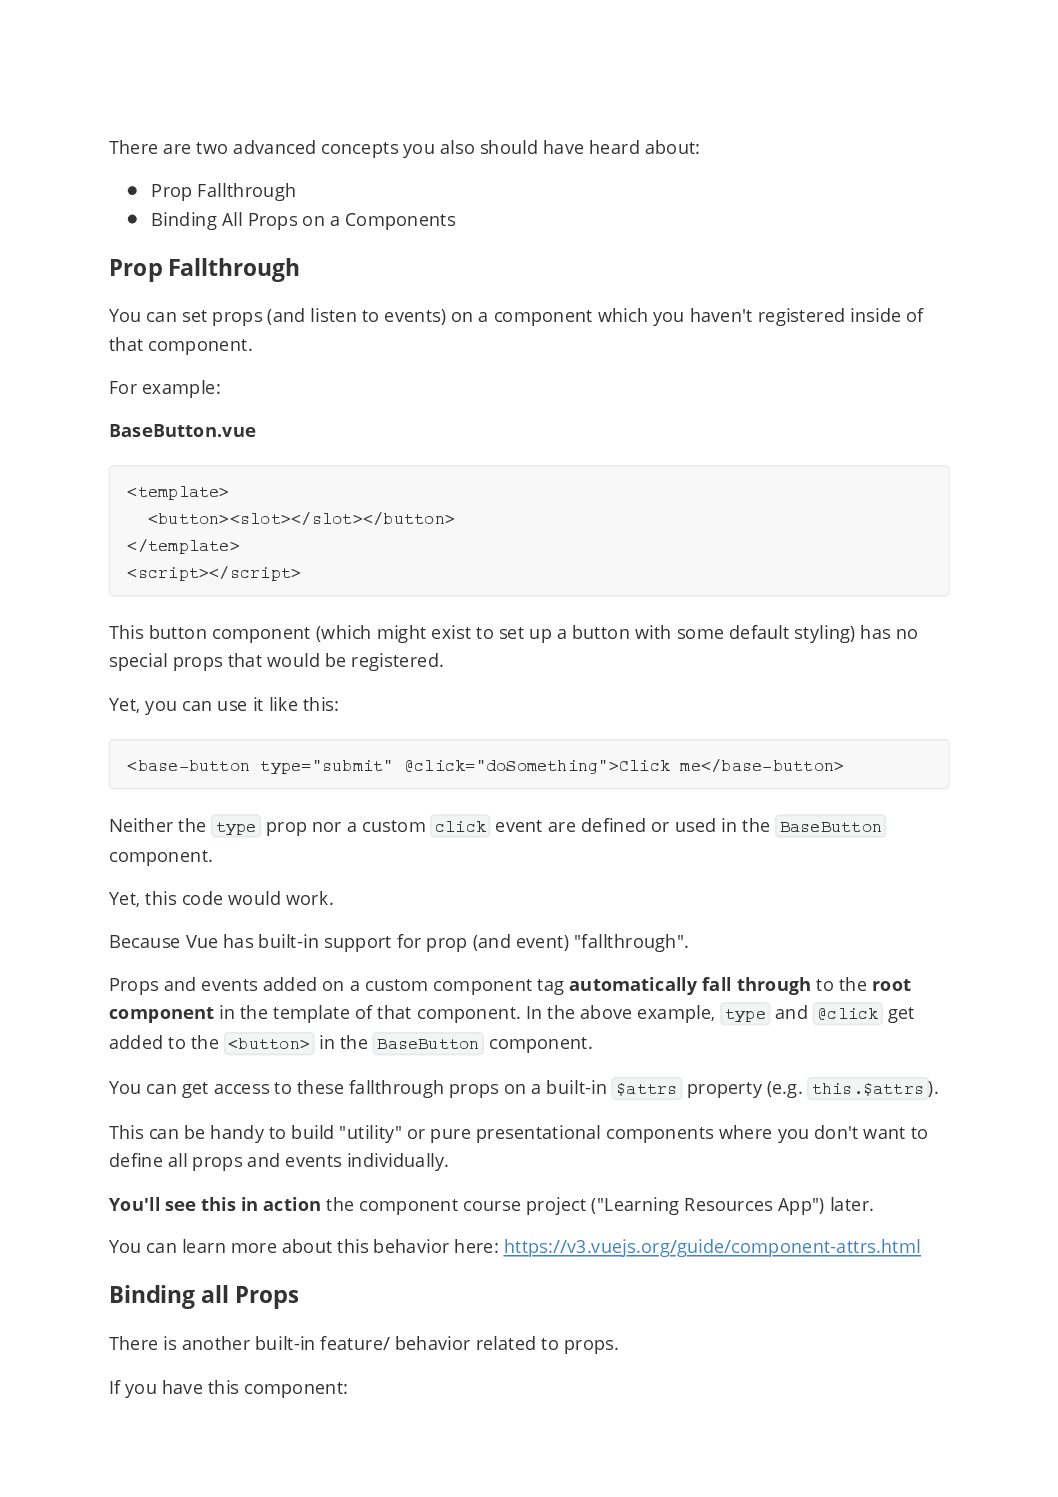 There are two advanced concepts you also should have heard about:
● Prop Fallthrough
● Binding All Props on a Components
Prop Fallthrough
You can set props (and listen to events) on a component which you haven't registered inside of
that component.
For example:
BaseButton.vue
<template>
  <button><slot></slot></button>
</template>
<script></script>
This button component (which might exist to set up a button with some default styling) has no
special props that would be registered.
Yet, you can use it like this:
<base-button type="submit" @click="doSomething">Click me</base-button>
Neither the type prop nor a custom click event are defined or used in the BaseButton
component.
Yet, this code would work.
Because Vue has built-in support for prop (and event) "fallthrough".
Props and events added on a custom component tag automatically fall through to the root
component in the template of that component. In the above example, type and @click get
added to the <button> in the BaseButton component.
You can get access to these fallthrough props on a built-in $attrs property (e.g. this.$attrs).
This can be handy to build "utility" or pure presentational components where you don't want to
define all props and events individually.
You'll see this in action the component course project ("Learning Resources App") later.
You can learn more about this behavior here: https://v3.vuejs.org/guide/component-attrs.html
Binding all Props
There is another built-in feature/ behavior related to props.
If you have this component: